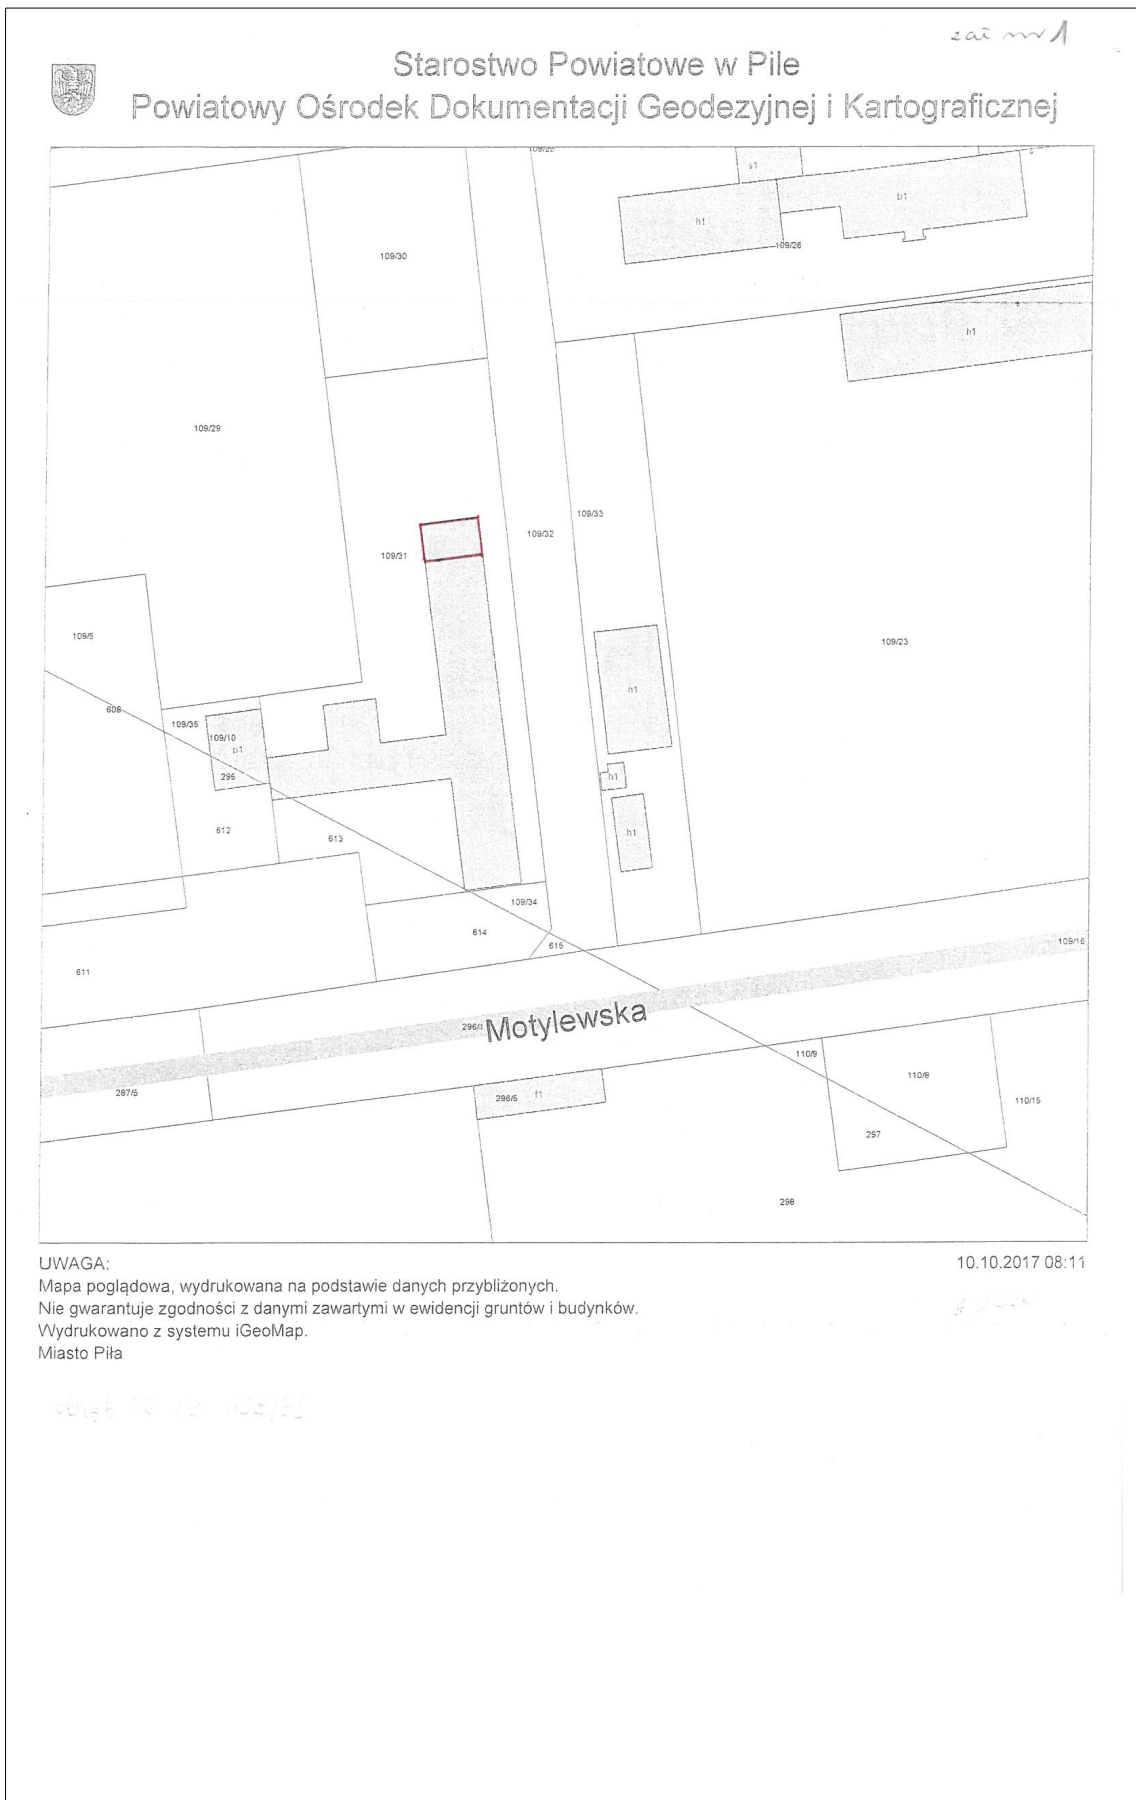 zał nr 1
Starostwo Powiatowe w Pile
Powiatowy Ośrodek Dokumentacji Geodezyjnej i Kartograficznej
109/25
s1
h1
b1
109/26
109/30
h1
109/29
109/33
109/32
109/31
109/5
109/23
h1
608
109/35
109/10
p1
295
h1
612
613
h1
109/34
614
615
109/16
611
296/4
Motylewska
287/5
296/5
f1
110/9
110/8
110/15
297
298
UWAGA:
10.10.2017 08:11
Mapa poglądowa, wydrukowana na podstawie danych przybliżonych.
Nie gwarantuje zgodności z danymi zawartymi w ewidencji gruntów i budynków.
Wydrukowano z systemu iGeoMap.
Miasto Piła